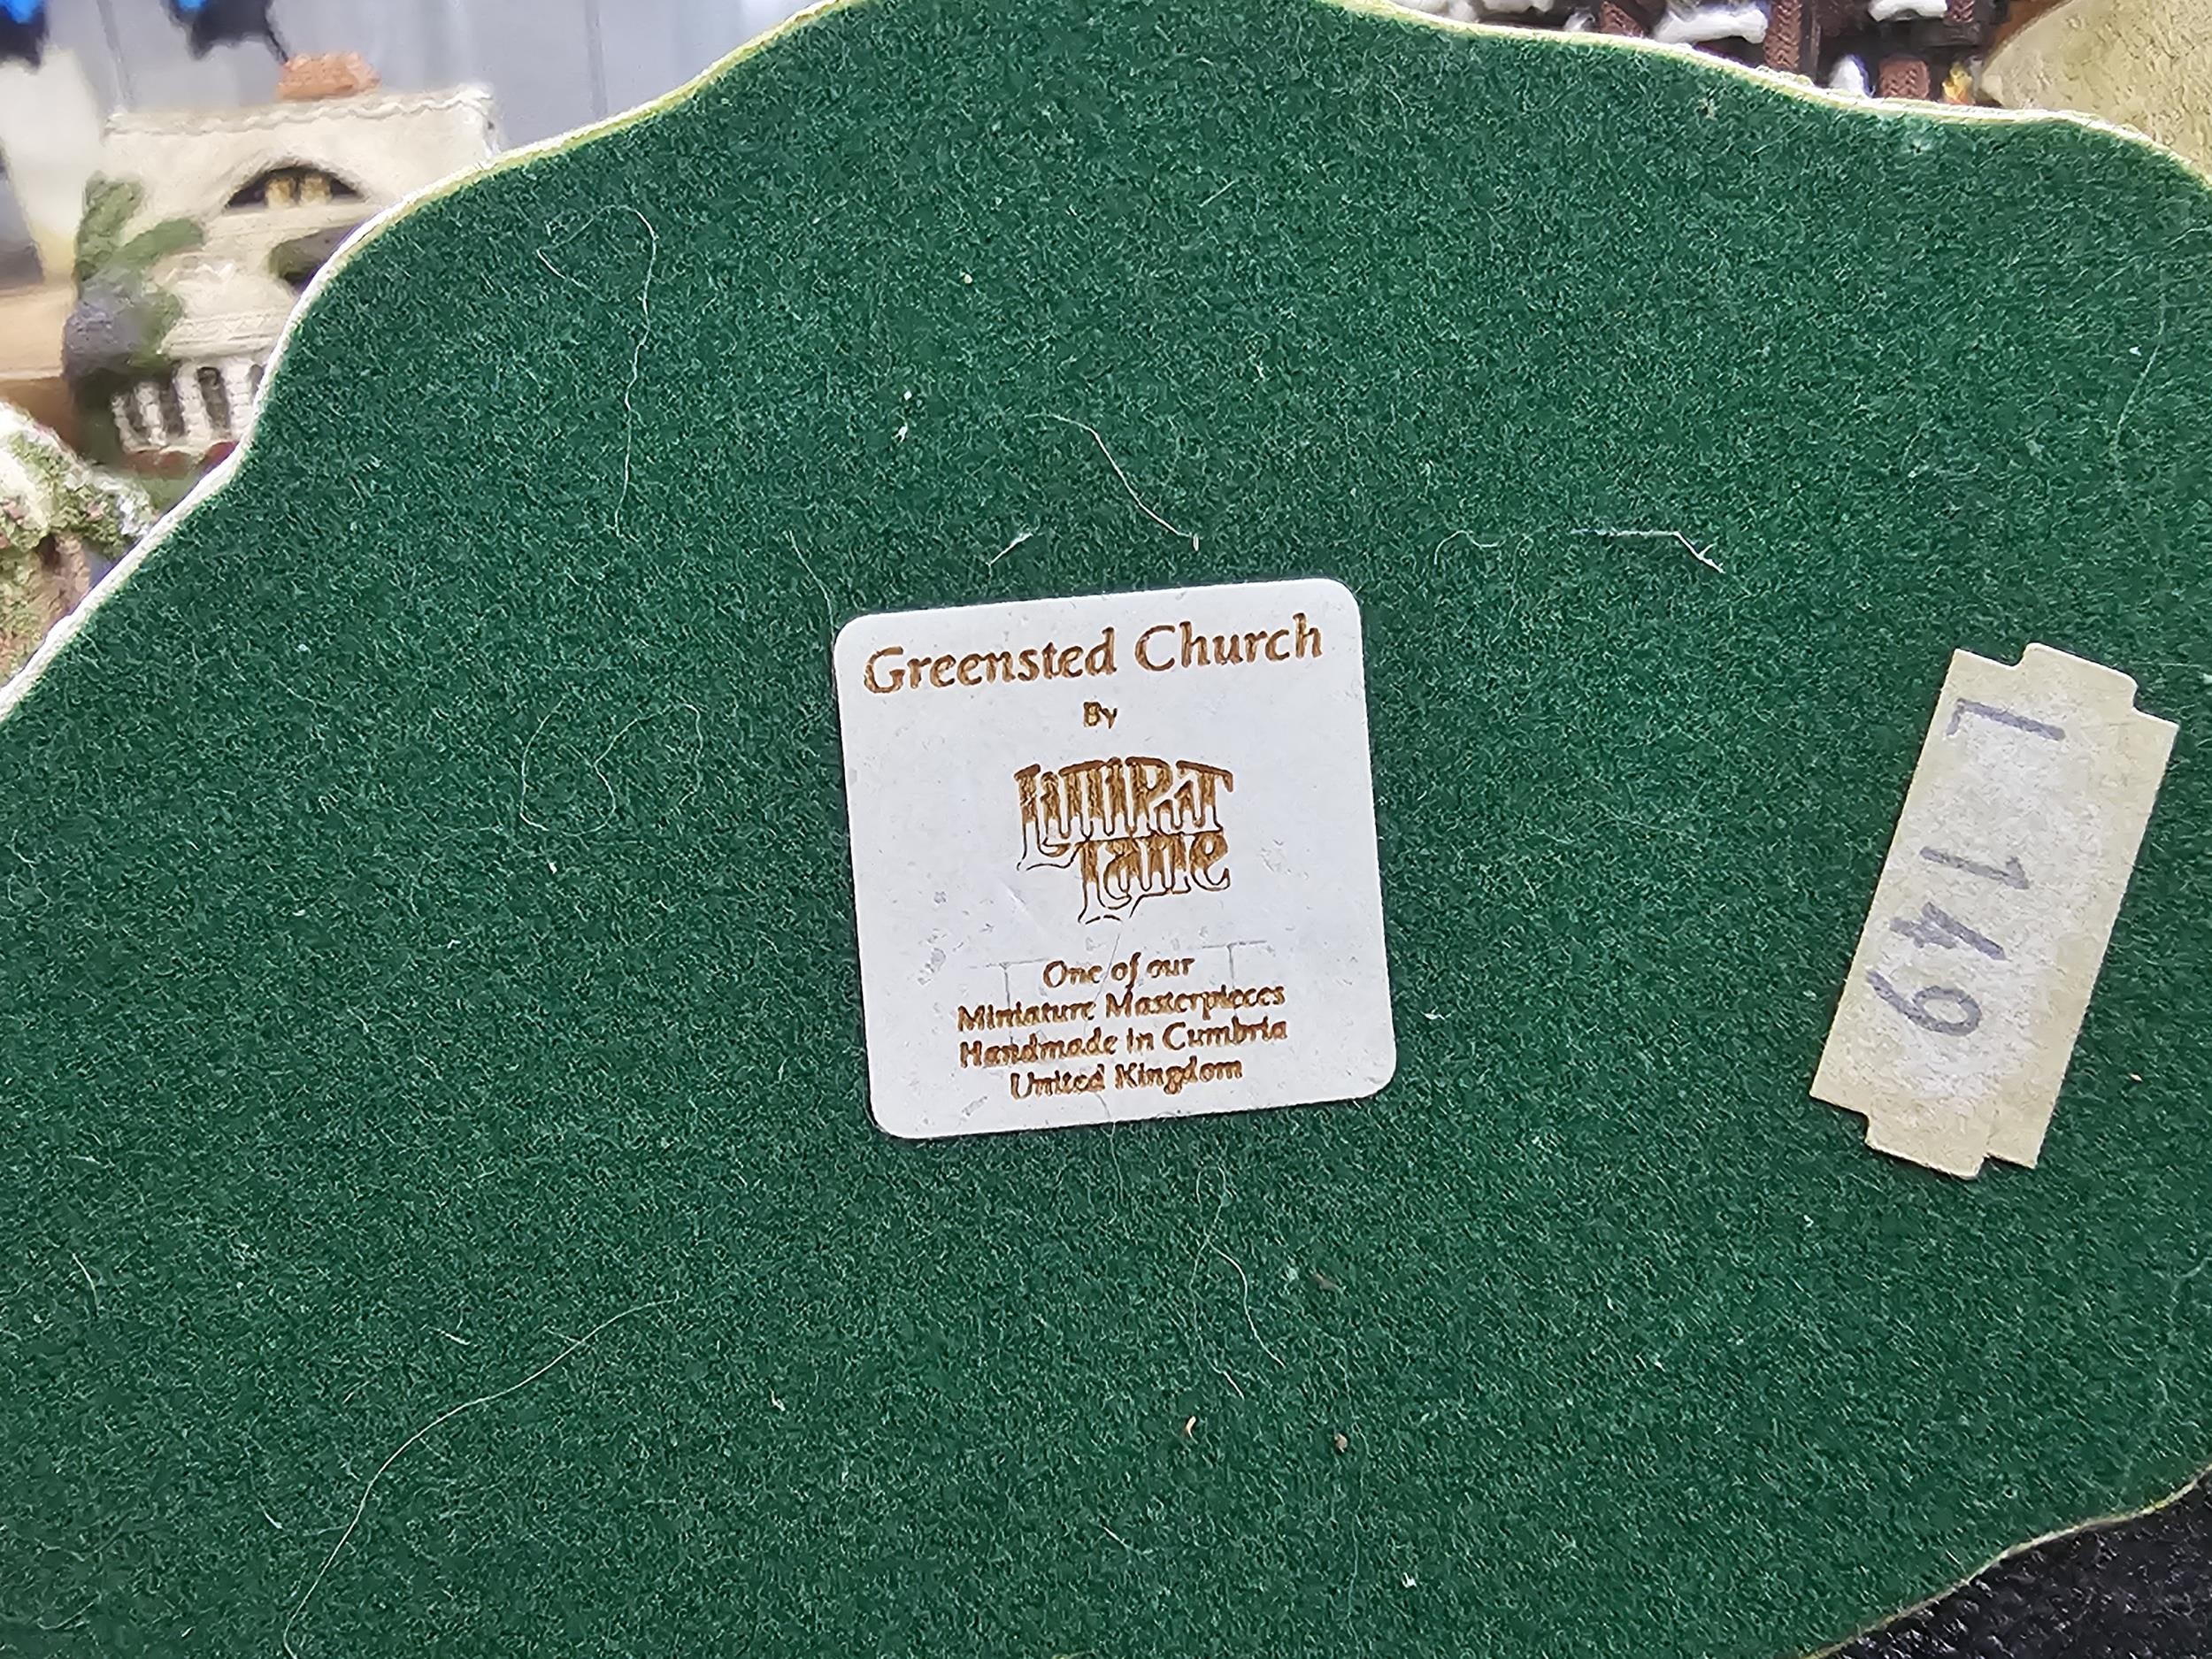 Greensted Church
By
Lilliput
Lane
One of our
Miniature Masterpieces
Handmade in Cumbria
United Kingdom
L149